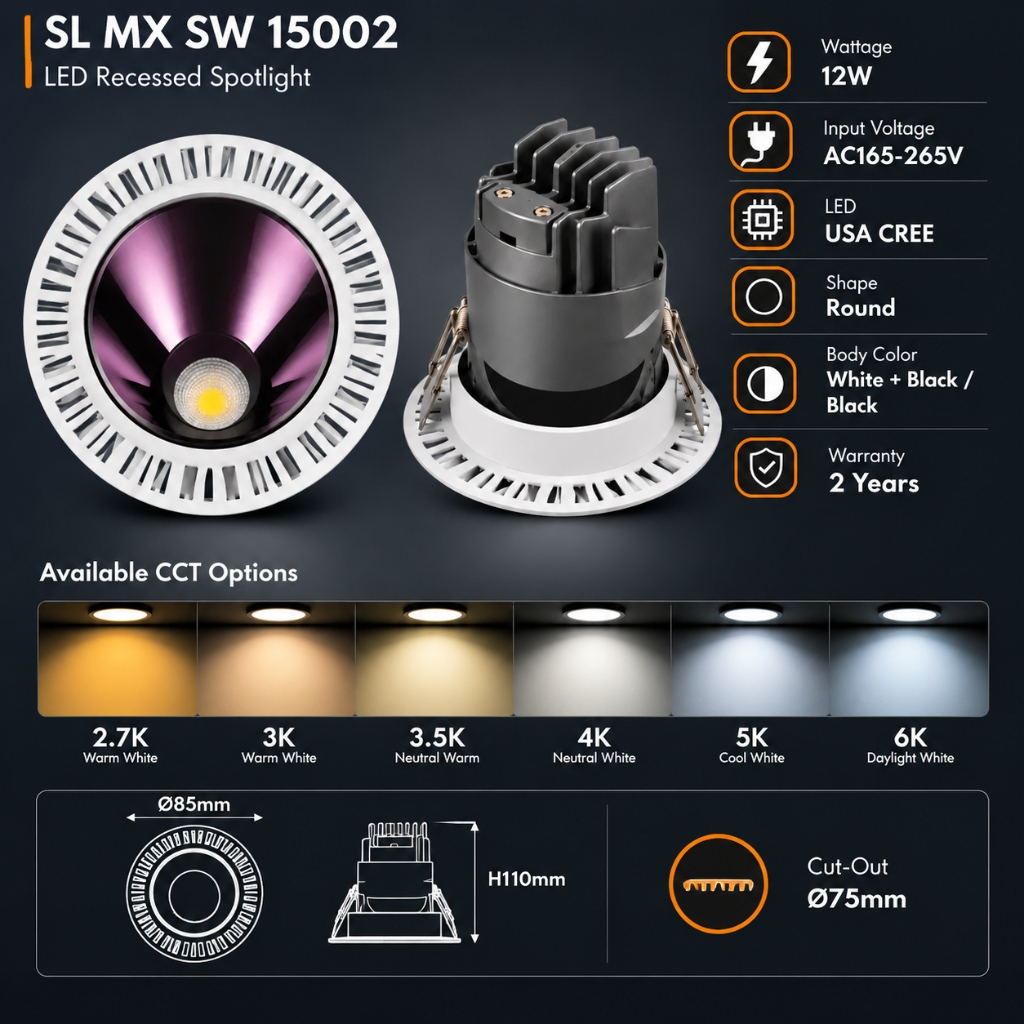 SL MX SW 15002
LED Recessed Spotlight
Wattage
12W
Input Voltage
AC165-265V
LED
USA CREE
Shape
Round
Body Color
White + Black /
Black
Warranty
2 Years
Available CCT Options
2.7K
Warm White
3K
Warm White
3.5K
Neutral Warm
4K
Neutral White
5K
Cool White
6K
Daylight White
Ø85mm
H110mm
Cut-Out
Ø75mm